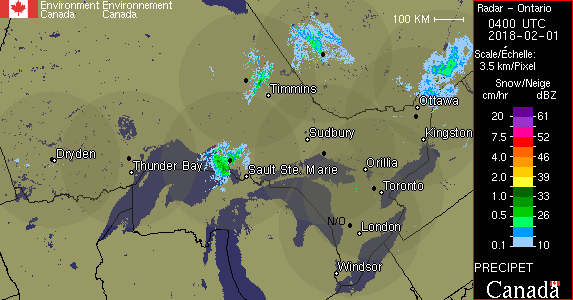 Environment Environnement
Canada Canada
100 KM
Radar - Ontario
0400 UTC
2018-02-01
Scale/Échelle:
3.5 km/Pixel
Snow/Neige
cm/hr dBZ
20 61
7.5 52
4.0 46
2.0 39
1.0 33
0.5 26
0.1 10
PRECIPET
Canada
Timmins
Ottawa
Sudbury
Kingston
Dryden
Thunder Bay
Sault Ste. Marie
Orillia
Toronto
N/O
London
Windsor